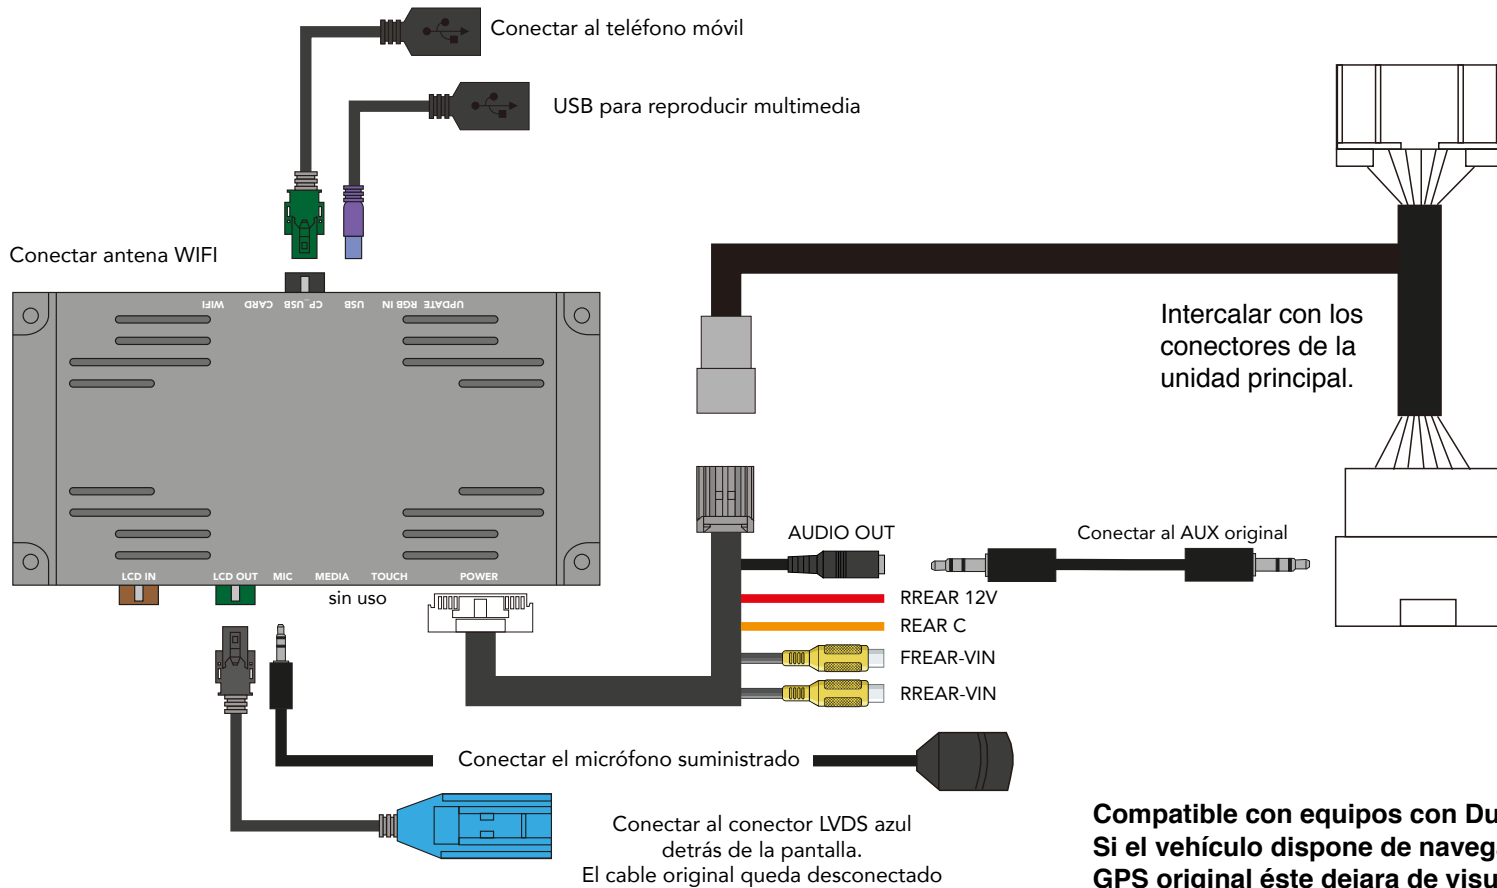 Conectar al teléfono móvil
USB para reproducir multimedia
Conectar antena WIFI
WIFI CARD CP_USB USB RGB IN UPDATE
Intercalar con los
conectores de la
unidad principal.
AUDIO OUT
Conectar al AUX original
LCD IN LCD OUT MIC MEDIA TOUCH POWER
sin uso
RREAR 12V
REAR C
FREAR-VIN
RREAR-VIN
Conectar el micrófono suministrado
Conectar al conector LVDS azul
detrás de la pantalla.
El cable original queda desconectado
Compatible con equipos con Du
Si el vehículo dispone de naveg
GPS original éste dejara de visu